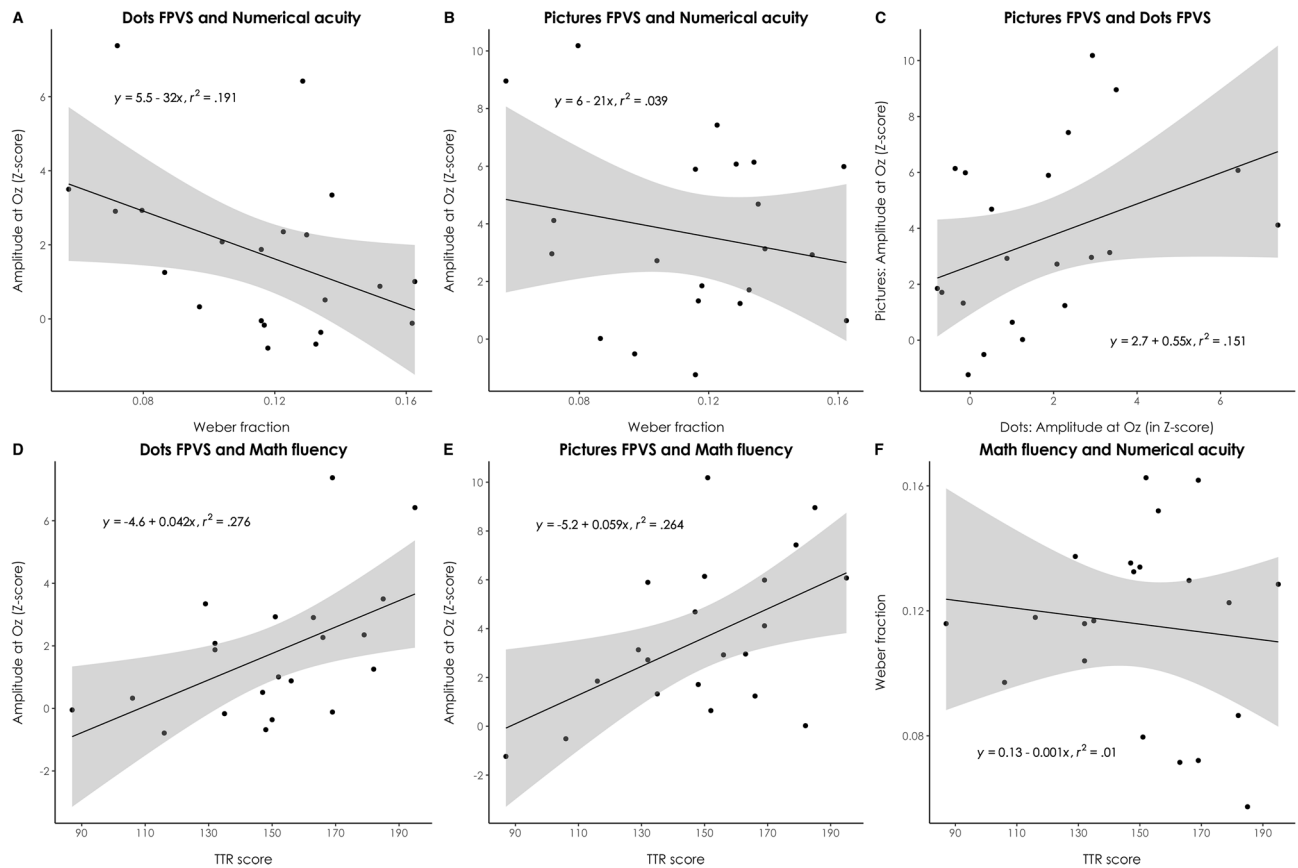 A
Dots FPVS and Numerical acuity
y = 5.5 - 32x, r² = .191
Amplitude at Oz (Z-score)
6
4
2
0
0.08
0.12
0.16
Weber fraction
B
Pictures FPVS and Numerical acuity
y = 6 - 21x, r² = .039
Amplitude at Oz (Z-score)
10
8
6
4
2
0
0.08
0.12
0.16
Weber fraction
C
Pictures FPVS and Dots FPVS
Pictures: Amplitude at Oz (Z-score)
10
8
6
4
2
0
y = 2.7 + 0.55x, r² = .151
0
2
4
6
Dots: Amplitude at Oz (in Z-score)
D
Dots FPVS and Math fluency
y = -4.6 + 0.042x, r² = .276
Amplitude at Oz (Z-score)
6
4
2
0
-2
90
110
130
150
170
190
TTR score
E
Pictures FPVS and Math fluency
y = -5.2 + 0.059x, r² = .264
Amplitude at Oz (Z-score)
10
8
6
4
2
0
-2
90
110
130
150
170
190
TTR score
F
Math fluency and Numerical acuity
Weber fraction
0.16
0.12
0.08
y = 0.13 - 0.001x, r² = .01
90
110
130
150
170
190
TTR score